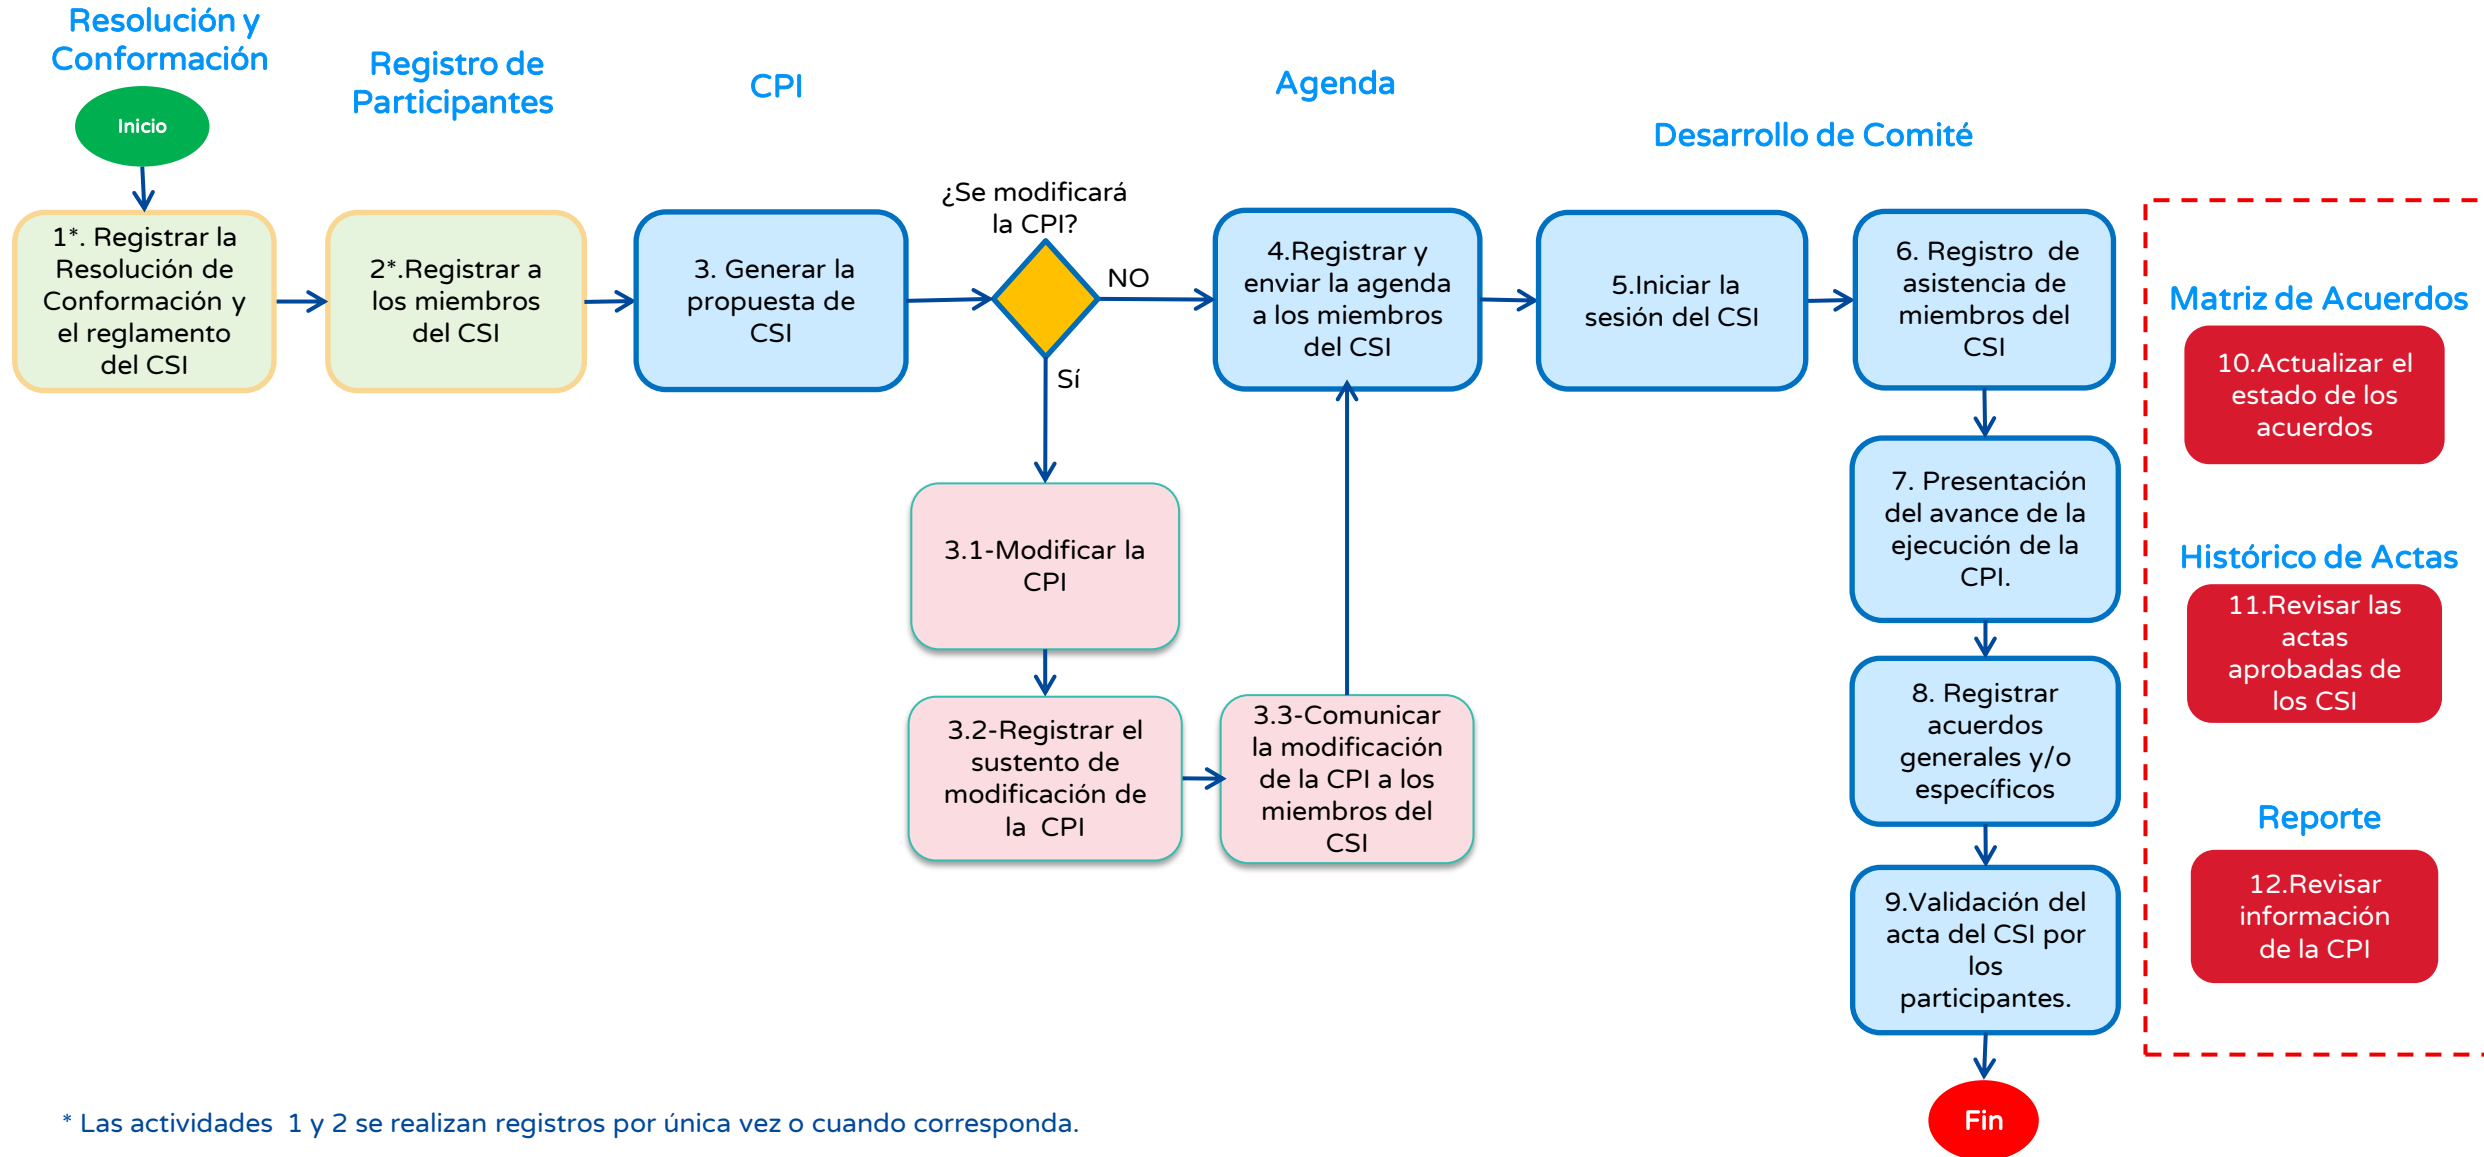 Resolución y
Conformación
Registro de
Participantes
CPI
Agenda
Desarrollo de Comité
Inicio
1*. Registrar la
Resolución de
Conformación y
el reglamento
del CSI
2*.Registrar a
los miembros
del CSI
3. Generar la
propuesta de
CSI
¿Se modificará
la CPI?
NO
Sí
3.1-Modificar la
CPI
3.2-Registrar el
sustento de
modificación de
la  CPI
3.3-Comunicar
la modificación
de la CPI a los
miembros del
CSI
4.Registrar y
enviar la agenda
a los miembros
del CSI
5.Iniciar la
sesión del CSI
6. Registro  de
asistencia de
miembros del
CSI
7. Presentación
del avance de la
ejecución de la
CPI.
8. Registrar
acuerdos
generales y/o
específicos
9.Validación del
acta del CSI por
los
participantes.
Fin
Matriz de Acuerdos
10.Actualizar el
estado de los
acuerdos
Histórico de Actas
11.Revisar las
actas
aprobadas de
los CSI
Reporte
12.Revisar
información
de la CPI
* Las actividades  1 y 2 se realizan registros por única vez o cuando corresponda.